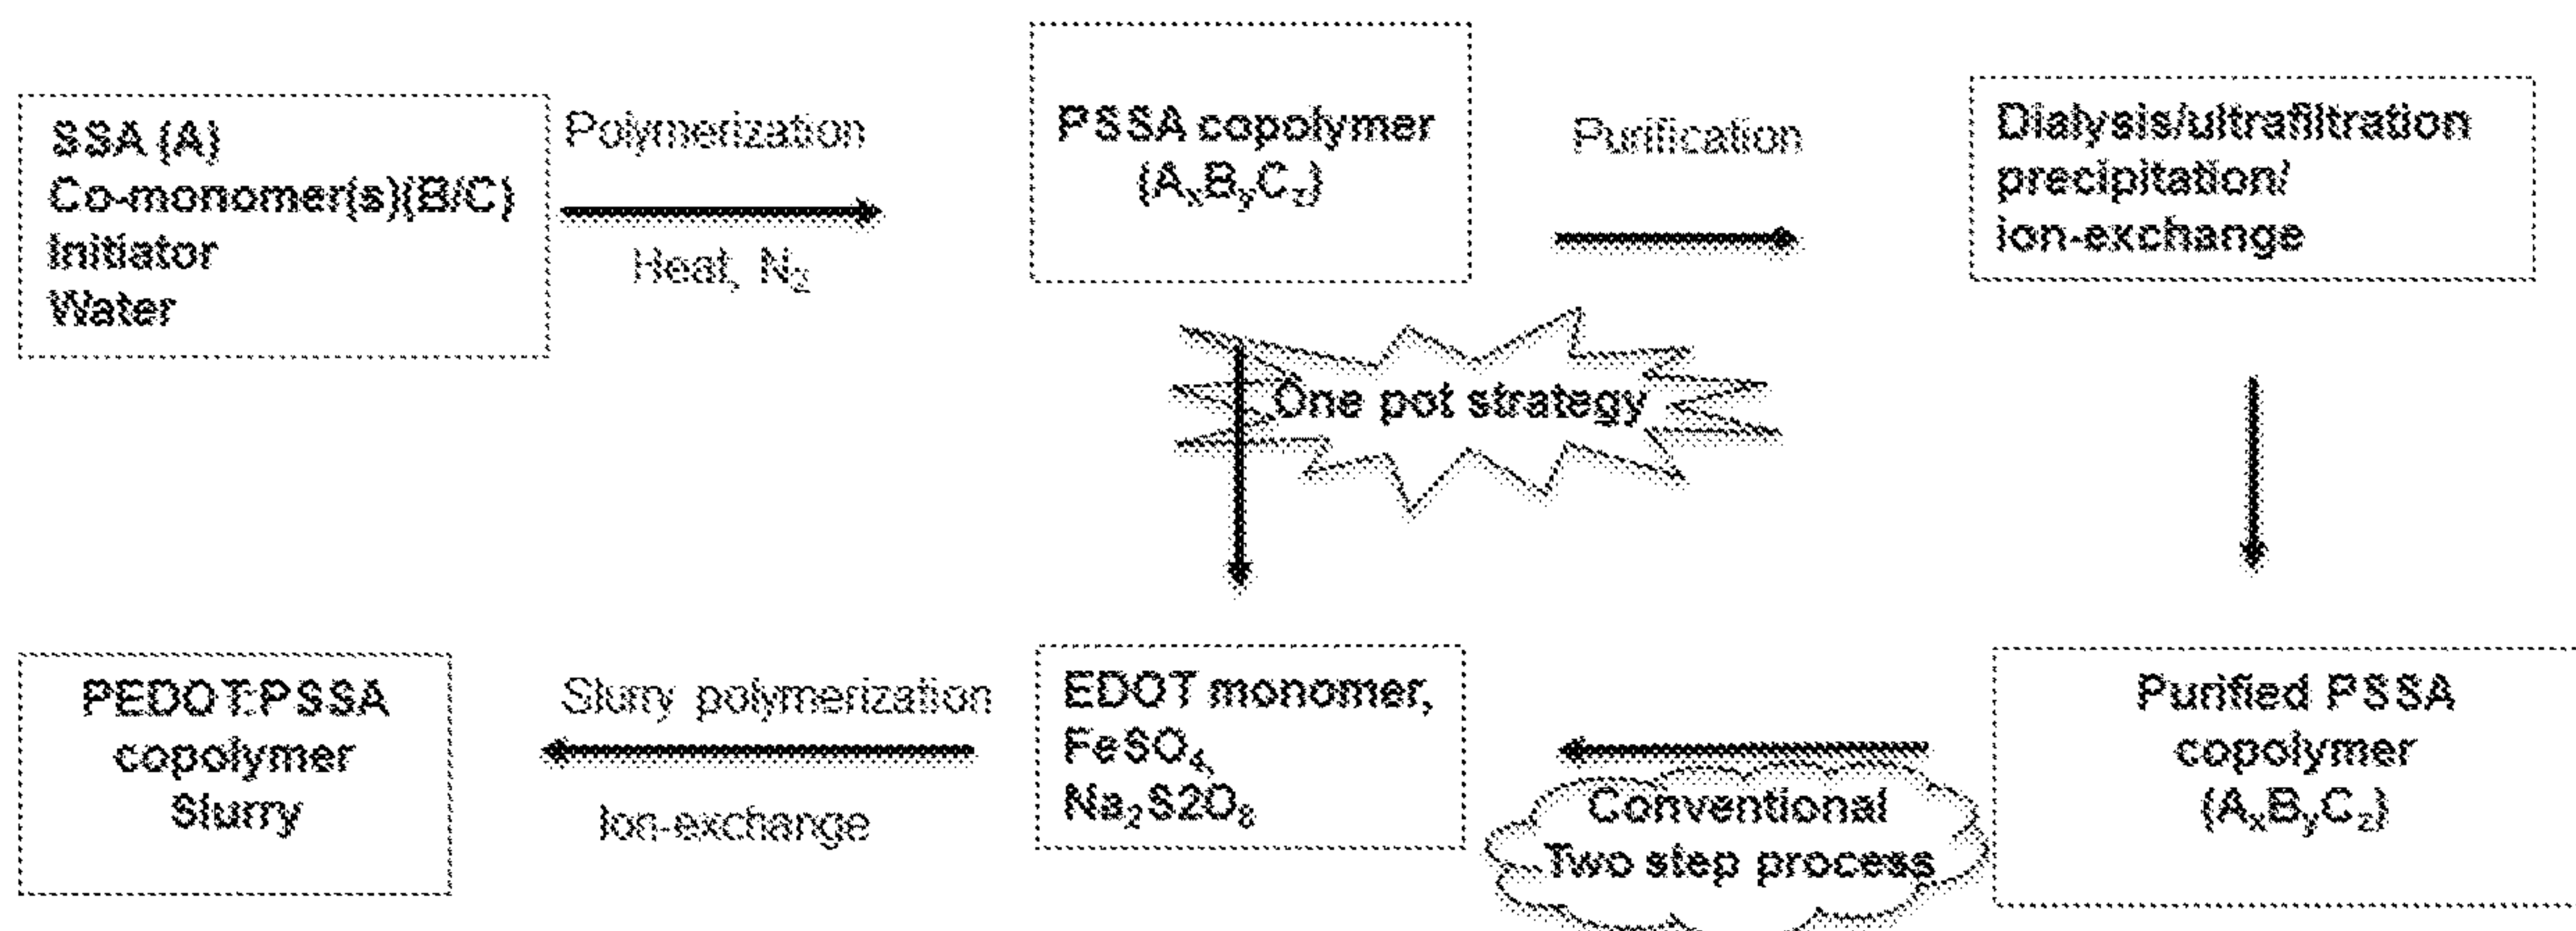 SSA (A)
Co-monomer(s)(B/C)
Initiator
Water
Polymerization
Heat, N₂
PSSA copolymer
(AₓBᵧC₂)
Purification
Dialysis/ultrafiltration
precipitation/
ion-exchange
One pot strategy
PEDOT:PSSA
copolymer
Slurry
Slurry polymerization
Ion-exchange
EDOT monomer,
FeSO₄,
Na₂S2O₈
Conventional
Two step process
Purified PSSA
copolymer
(AₓBᵧC₂)